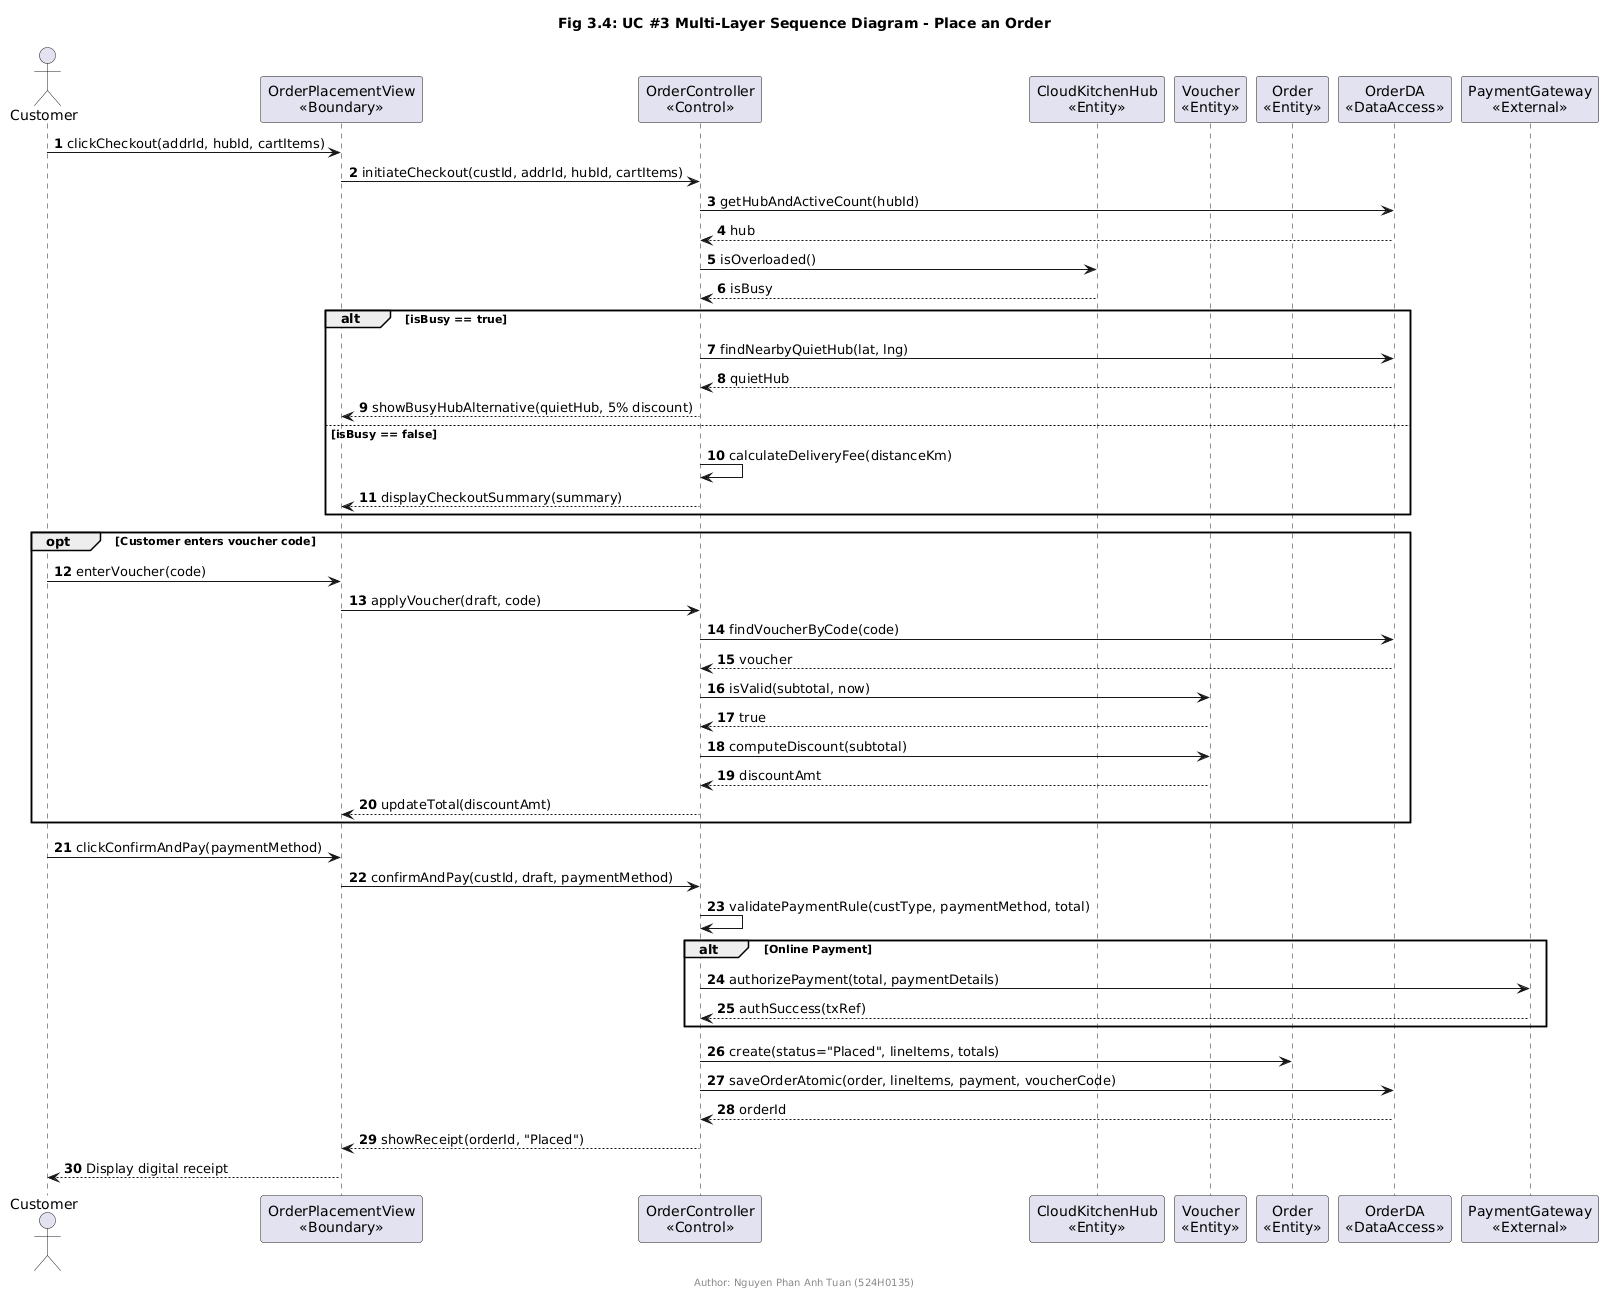 Fig 3.4: UC #3 Multi-Layer Sequence Diagram - Place an Order
Customer
OrderPlacementView
«Boundary»
OrderController
«Control»
CloudKitchenHub
«Entity»
Voucher
«Entity»
Order
«Entity»
OrderDA
«DataAccess»
PaymentGateway
«External»
1 clickCheckout(addrId, hubId, cartItems)
2 initiateCheckout(custId, addrId, hubId, cartItems)
3 getHubAndActiveCount(hubId)
4 hub
5 isOverloaded()
6 isBusy
alt [isBusy == true]
7 findNearbyQuietHub(lat, lng)
8 quietHub
9 showBusyHubAlternative(quietHub, 5% discount)
[isBusy == false]
10 calculateDeliveryFee(distanceKm)
11 displayCheckoutSummary(summary)
opt [Customer enters voucher code]
12 enterVoucher(code)
13 applyVoucher(draft, code)
14 findVoucherByCode(code)
15 voucher
16 isValid(subtotal, now)
17 true
18 computeDiscount(subtotal)
19 discountAmt
20 updateTotal(discountAmt)
21 clickConfirmAndPay(paymentMethod)
22 confirmAndPay(custId, draft, paymentMethod)
23 validatePaymentRule(custType, paymentMethod, total)
alt [Online Payment]
24 authorizePayment(total, paymentDetails)
25 authSuccess(txRef)
26 create(status="Placed", lineItems, totals)
27 saveOrderAtomic(order, lineItems, payment, voucherCode)
28 orderId
29 showReceipt(orderId, "Placed")
30 Display digital receipt
Customer
OrderPlacementView
«Boundary»
OrderController
«Control»
CloudKitchenHub
«Entity»
Voucher
«Entity»
Order
«Entity»
OrderDA
«DataAccess»
PaymentGateway
«External»
Author: Nguyen Phan Anh Tuan (524H0135)